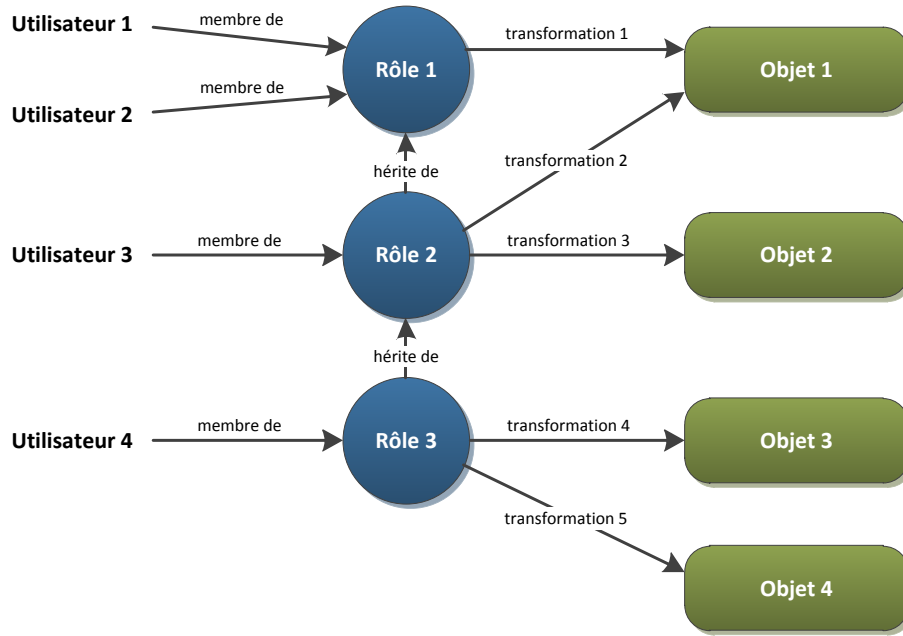 Utilisateur 1
membre de
Rôle 1
transformation 1
Objet 1
Utilisateur 2
membre de
hérite de
transformation 2
Utilisateur 3
membre de
Rôle 2
transformation 3
Objet 2
hérite de
Utilisateur 4
membre de
Rôle 3
transformation 4
Objet 3
transformation 5
Objet 4